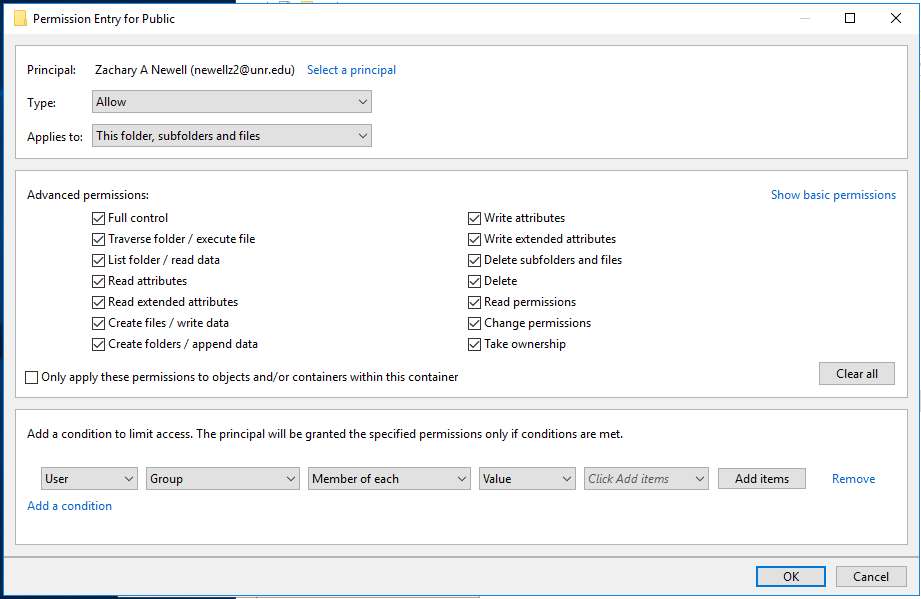 Permission Entry for Public
Principal: Zachary A Newell (newellz2@unr.edu) Select a principal
Type: Allow
Applies to: This folder, subfolders and files
Advanced permissions: Show basic permissions
Full control Write attributes
Traverse folder / execute file Write extended attributes
List folder / read data Delete subfolders and files
Read attributes Delete
Read extended attributes Read permissions
Create files / write data Change permissions
Create folders / append data Take ownership
Only apply these permissions to objects and/or containers within this container Clear all
Add a condition to limit access. The principal will be granted the specified permissions only if conditions are met.
User Group Member of each Value Click Add items Add items Remove
Add a condition
OK Cancel